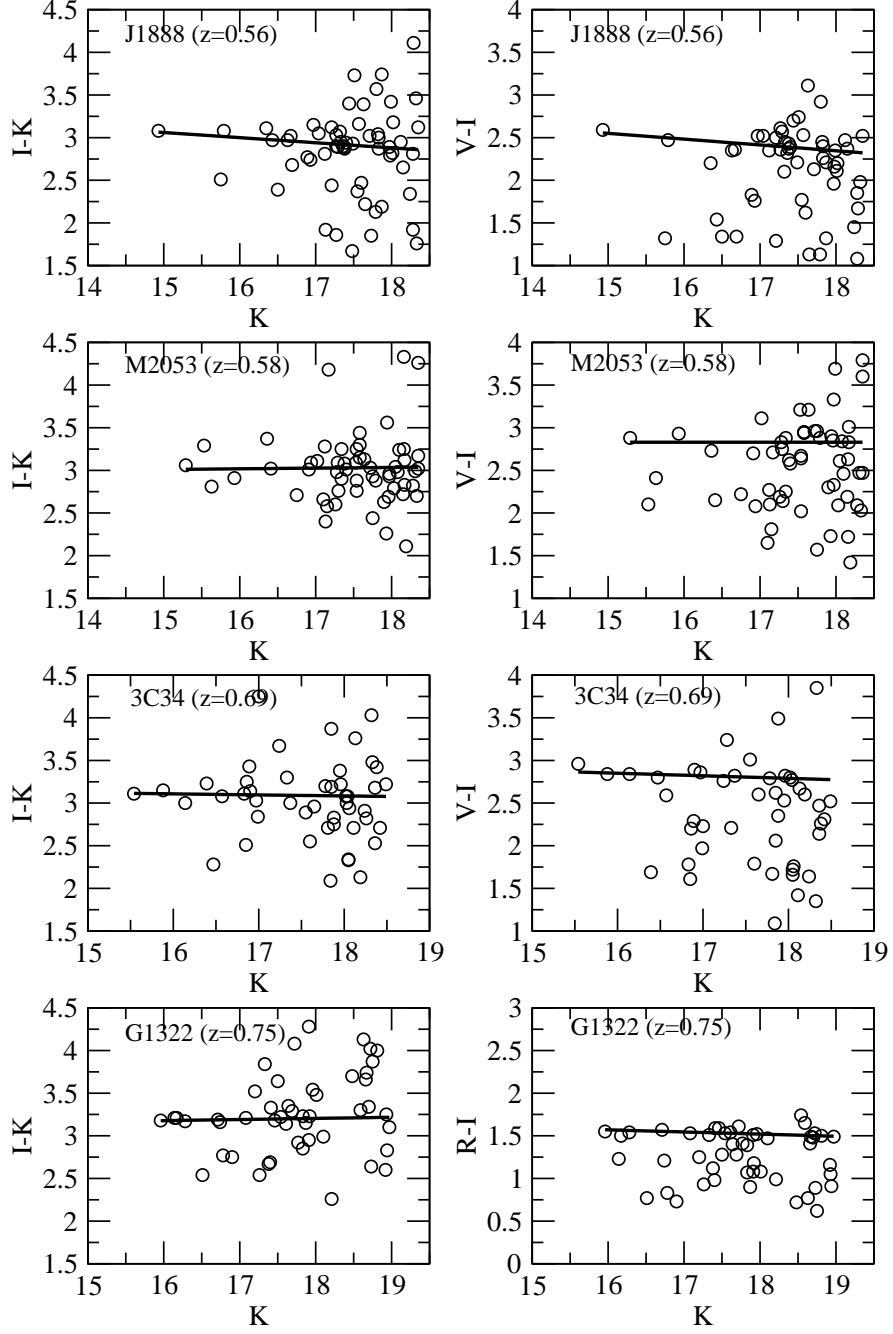 J1888 (z=0.56)
4
3.5
3
2.5
2
1.5
I-K
14 15 16 17 18
K
J1888 (z=0.56)
4
3.5
3
2.5
2
1.5
1
V-I
14 15 16 17 18
K
M2053 (z=0.58)
4.5
4
3.5
3
2.5
2
1.5
I-K
14 15 16 17 18
K
M2053 (z=0.58)
4
3.5
3
2.5
2
1.5
1
V-I
14 15 16 17 18
K
3C34 (z=0.69)
4.5
4
3.5
3
2.5
2
1.5
I-K
15 16 17 18 19
K
3C34 (z=0.69)
4
3.5
3
2.5
2
1.5
1
V-I
15 16 17 18 19
K
G1322 (z=0.75)
4.5
4
3.5
3
2.5
2
1.5
I-K
15 16 17 18 19
K
G1322 (z=0.75)
3
2.5
2
1.5
1
0.5
0
R-I
15 16 17 18 19
K